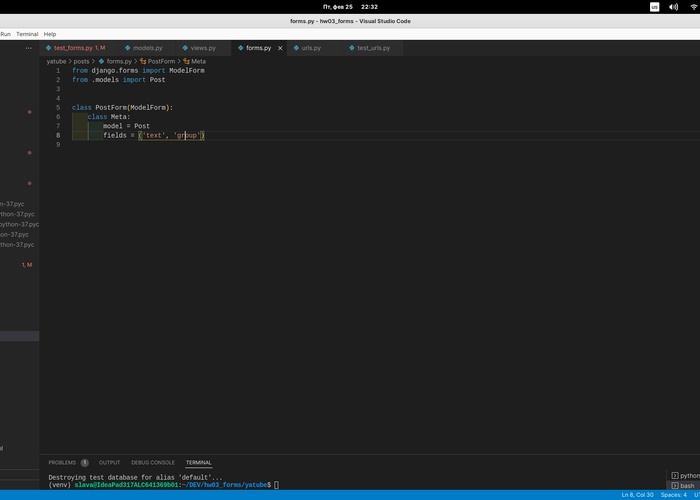 Пт, фев 25 22:32
us
forms.py - hw03_forms - Visual Studio Code
Run Terminal Help
test_forms.py 1, M
models.py
views.py
forms.py
urls.py
test_urls.py
yatube > posts > forms.py > PostForm > Meta
1 from django.forms import ModelForm
2 from .models import Post
3
4
5 class PostForm(ModelForm):
6 class Meta:
7 model = Post
8 fields = ('text', 'group')
9
n-37.pyc
ython-37.pyc
python-37.pyc
on-37.pyc
thon-37.pyc
1, M
PROBLEMS 1 OUTPUT DEBUG CONSOLE TERMINAL
Destroying test database for alias 'default'...
(venv) slava@IdeaPad317ALC641369b01:~/DEV/hw03_forms/yatube$
python
bash
Ln 8, Col 30 Spaces: 4